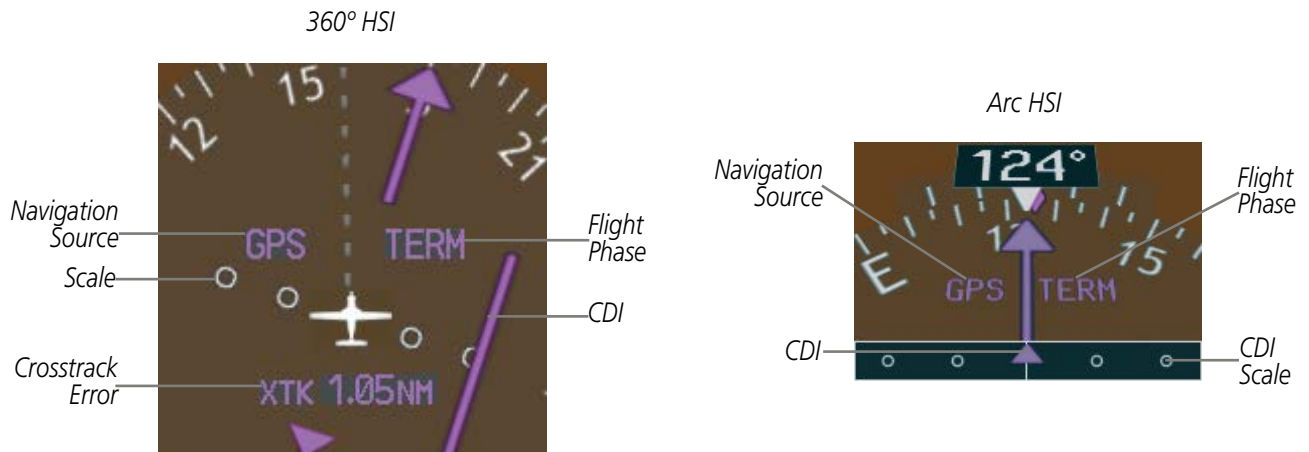 360° HSI
15
12
21
Navigation
Source
GPS
TERM
Flight
Phase
Scale
CDI
Crosstrack
Error
XTK 1.05NM
Arc HSI
124°
Navigation
Source
Flight
Phase
15
E
GPS
TERM
CDI
CDI
Scale